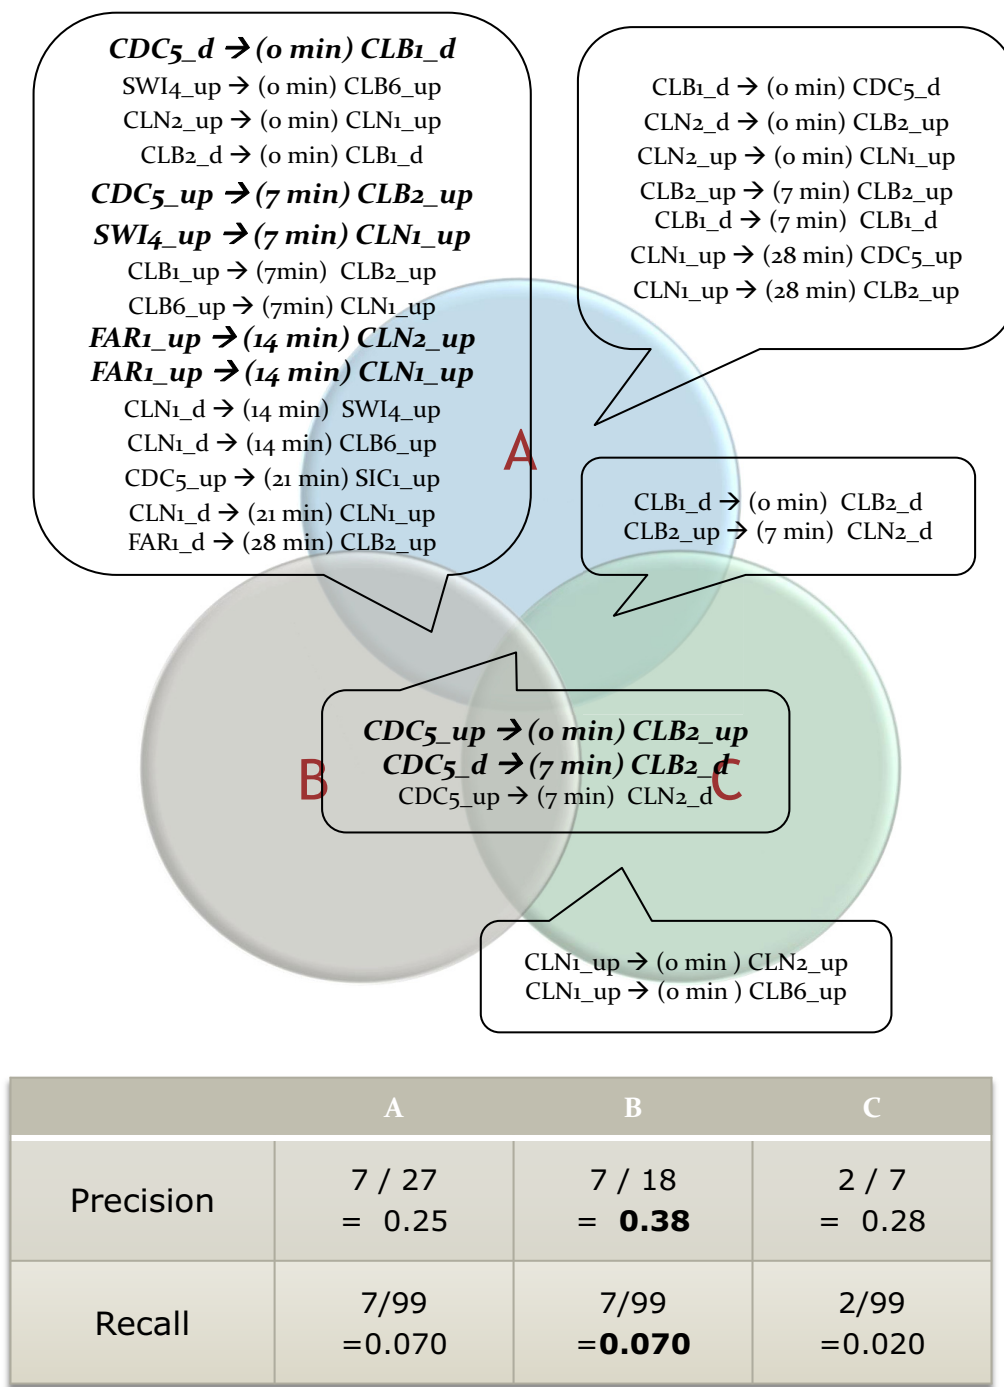 CDC5_d → (0 min) CLB1_d
SWI4_up → (0 min) CLB6_up
CLN2_up → (0 min) CLN1_up
CLB2_d → (0 min) CLB1_d
CDC5_up → (7 min) CLB2_up
SWI4_up → (7 min) CLN1_up
CLB1_up → (7min) CLB2_up
CLB6_up → (7min) CLN1_up
FAR1_up → (14 min) CLN2_up
FAR1_up → (14 min) CLN1_up
CLN1_d → (14 min) SWI4_up
CLN1_d → (14 min) CLB6_up
CDC5_up → (21 min) SIC1_up
CLN1_d → (21 min) CLN1_up
FAR1_d → (28 min) CLB2_up
CLB1_d → (0 min) CDC5_d
CLN2_d → (0 min) CLB2_up
CLN2_up → (0 min) CLN1_up
CLB2_up → (7 min) CLB2_up
CLB1_d → (7 min) CLB1_d
CLN1_up → (28 min) CDC5_up
CLN1_up → (28 min) CLB2_up
A
CLB1_d → (0 min) CLB2_d
CLB2_up → (7 min) CLN2_d
CDC5_up → (0 min) CLB2_up
CDC5_d → (7 min) CLB2_d
CDC5_up → (7 min) CLN2_d
B
C
CLN1_up → (0 min ) CLN2_up
CLN1_up → (0 min ) CLB6_up
A B C
Precision 7 / 27 = 0.25 7 / 18 = 0.38 2 / 7 = 0.28
Recall 7/99 =0.070 7/99 =0.070 2/99 =0.020